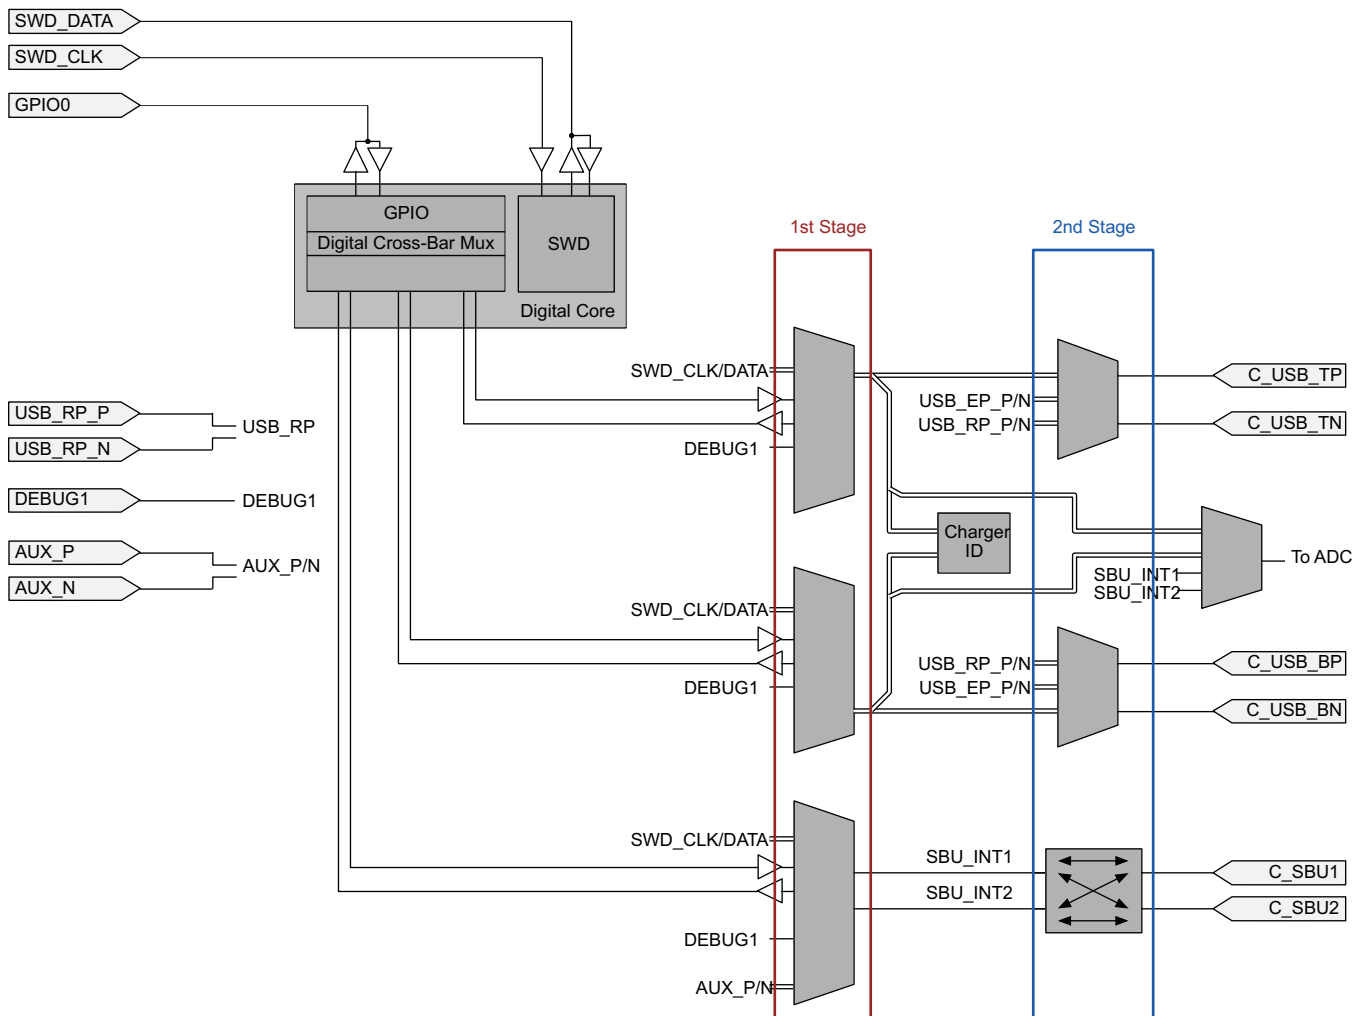 SWD_DATA
SWD_CLK
GPIO0
GPIO
Digital Cross-Bar Mux
SWD
Digital Core
1st Stage
2nd Stage
SWD_CLK/DATA
DEBUG1
USB_EP_P/N
USB_RP_P/N
C_USB_TP
C_USB_TN
USB_RP_P
USB_RP_N
USB_RP
DEBUG1
DEBUG1
AUX_P
AUX_N
AUX_P/N
Charger
ID
SBU_INT1
SBU_INT2
To ADC
SWD_CLK/DATA
DEBUG1
USB_RP_P/N
USB_EP_P/N
C_USB_BP
C_USB_BN
SWD_CLK/DATA
DEBUG1
AUX_P/N
SBU_INT1
SBU_INT2
C_SBU1
C_SBU2